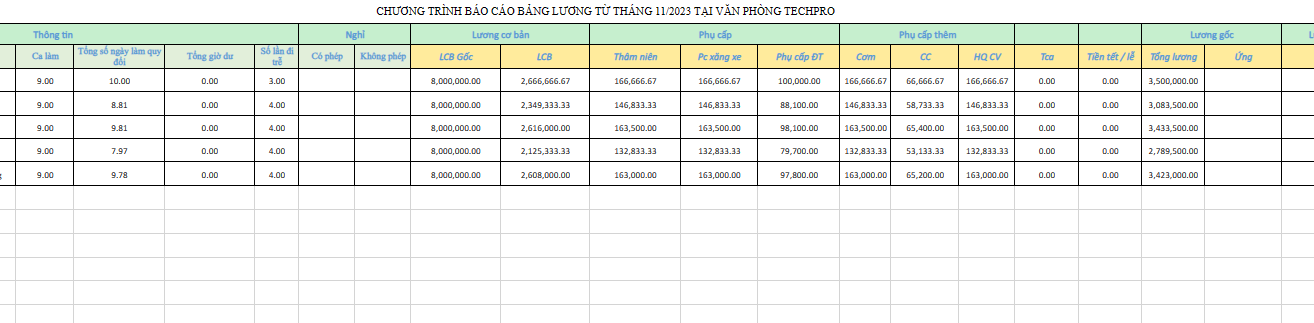 CHƯƠNG TRÌNH BÁO CÁO BẢNG LƯƠNG TỪ THÁNG 11/2023 TẠI VĂN PHÒNG TECHPRO
Thông tin Nghỉ Lương cơ bản Phụ cấp Phụ cấp thêm Lương gốc
Ca làm Tổng số ngày làm quy đổi Tổng giờ dư Số lần đi trễ Có phép Không phép LCB Gốc LCB Thâm niên Pc xăng xe Phụ cấp ĐT Cơm CC HQ CV Tca Tiền tết / lễ Tổng lương Ứng
9.00 10.00 0.00 3.00 8,000,000.00 2,666,666.67 166,666.67 166,666.67 100,000.00 166,666.67 66,666.67 166,666.67 0.00 0.00 3,500,000.00
9.00 8.81 0.00 4.00 8,000,000.00 2,349,333.33 146,833.33 146,833.33 88,100.00 146,833.33 58,733.33 146,833.33 0.00 0.00 3,083,500.00
9.00 9.81 0.00 4.00 8,000,000.00 2,616,000.00 163,500.00 163,500.00 98,100.00 163,500.00 65,400.00 163,500.00 0.00 0.00 3,433,500.00
9.00 7.97 0.00 4.00 8,000,000.00 2,125,333.33 132,833.33 132,833.33 79,700.00 132,833.33 53,133.33 132,833.33 0.00 0.00 2,789,500.00
9.00 9.78 0.00 4.00 8,000,000.00 2,608,000.00 163,000.00 163,000.00 97,800.00 163,000.00 65,200.00 163,000.00 0.00 0.00 3,423,000.00